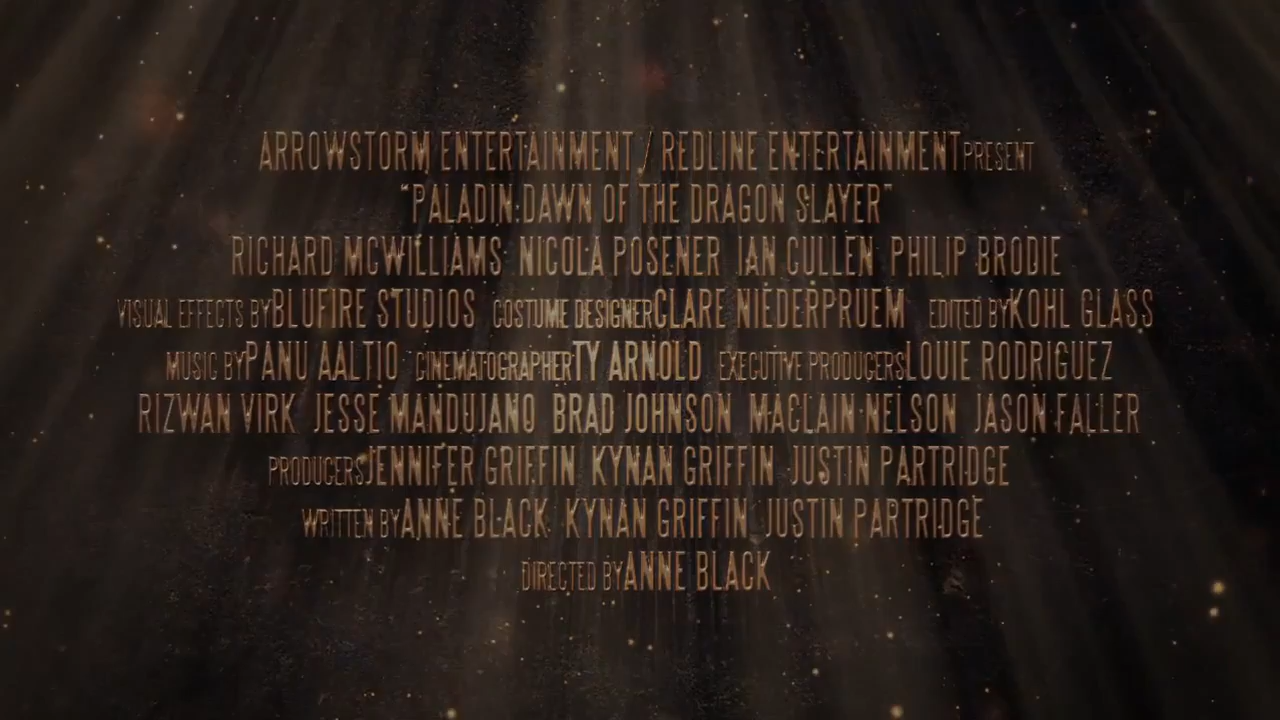 ARROWSTORM ENTERTAINMENT / REDLINE ENTERTAINMENT PRESENT
"PALADIN: DAWN OF THE DRAGON SLAYER"
RICHARD MCWILLIAMS NICOLA POSENER IAN CULLEN PHILIP BRODIE
VISUAL EFFECTS BY BLUFIRE STUDIOS COSTUME DESIGNER CLARE NIEDERPRUEM EDITED BY KOHL GLASS
MUSIC BY PANU AALTIO CINEMATOGRAPHER TY ARNOLD EXECUTIVE PRODUCERS LOUIE RODRIGUEZ
RIZWAN VIRK JESSE MANDUJANO BRAD JOHNSON MACLAIN NELSON JASON FALLER
PRODUCERS JENNIFER GRIFFIN KYNAN GRIFFIN JUSTIN PARTRIDGE
WRITTEN BY ANNE BLACK KYNAN GRIFFIN JUSTIN PARTRIDGE
DIRECTED BY ANNE BLACK